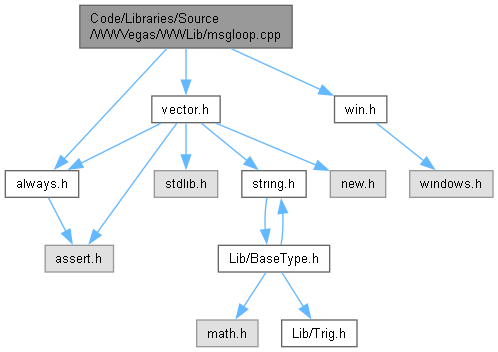 Code/Libraries/Source
/WWVegas/WWLib/msgloop.cpp
vector.h
win.h
always.h
stdlib.h
string.h
new.h
windows.h
assert.h
Lib/BaseType.h
math.h
Lib/Trig.h